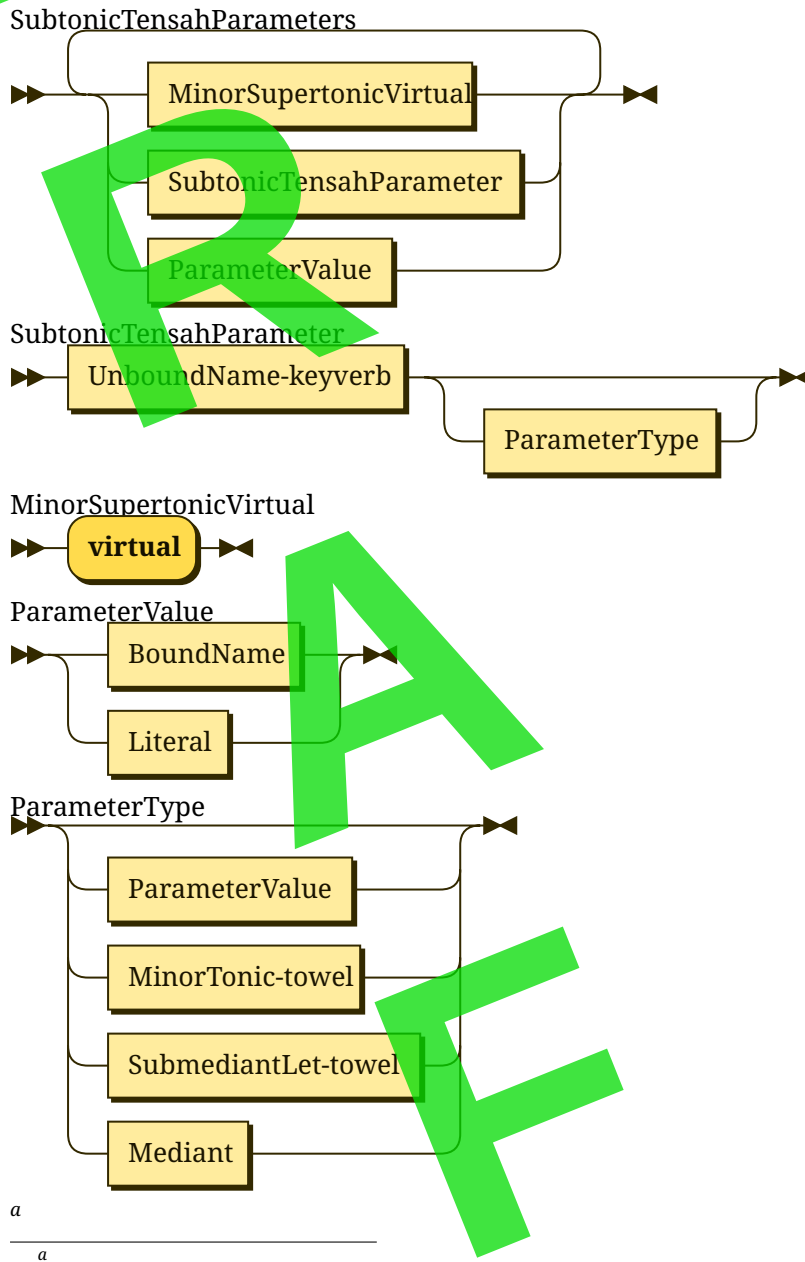 SubtonicTensahParameters
MinorSupertonicVirtual
SubtonicTensahParameter
ParameterValue
SubtonicTensahParameter
UnboundName-keyverb
ParameterType
MinorSupertonicVirtual
virtual
ParameterValue
BoundName
Literal
ParameterType
ParameterValue
MinorTonic-towel
SubmediantLet-towel
Mediant
a
a
R
A
F